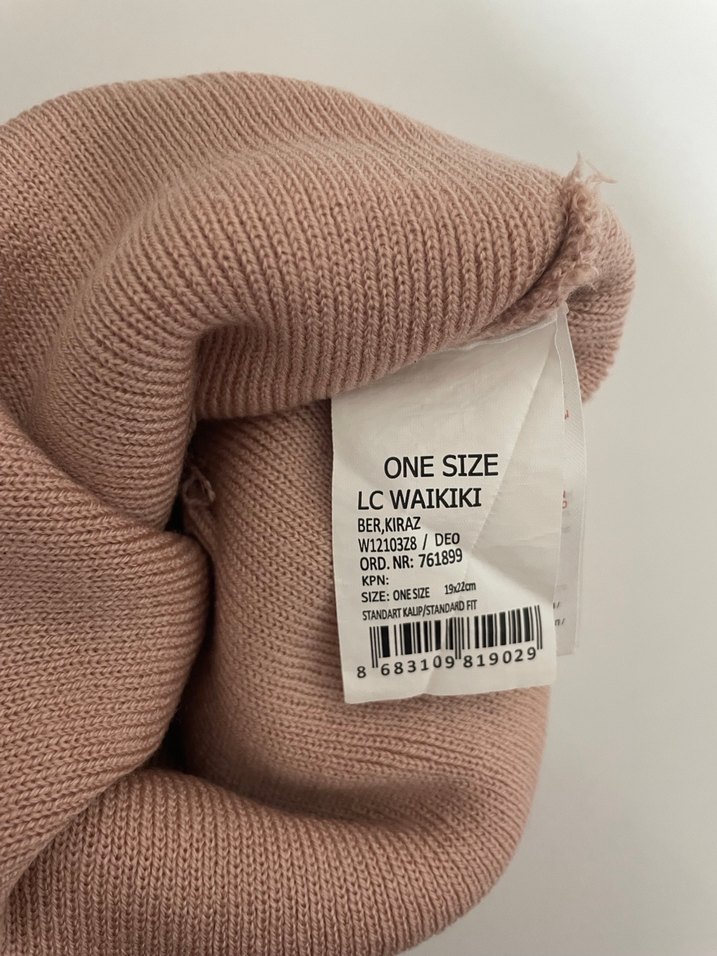 ONE SIZE
LC WAIKIKI
BER,KIRAZ
W12103Z8 / DEO
ORD. NR: 761899
KPN:
SIZE: ONE SIZE 19x22cm
STANDART KALIP/STANDARD FIT
8 683109 819029